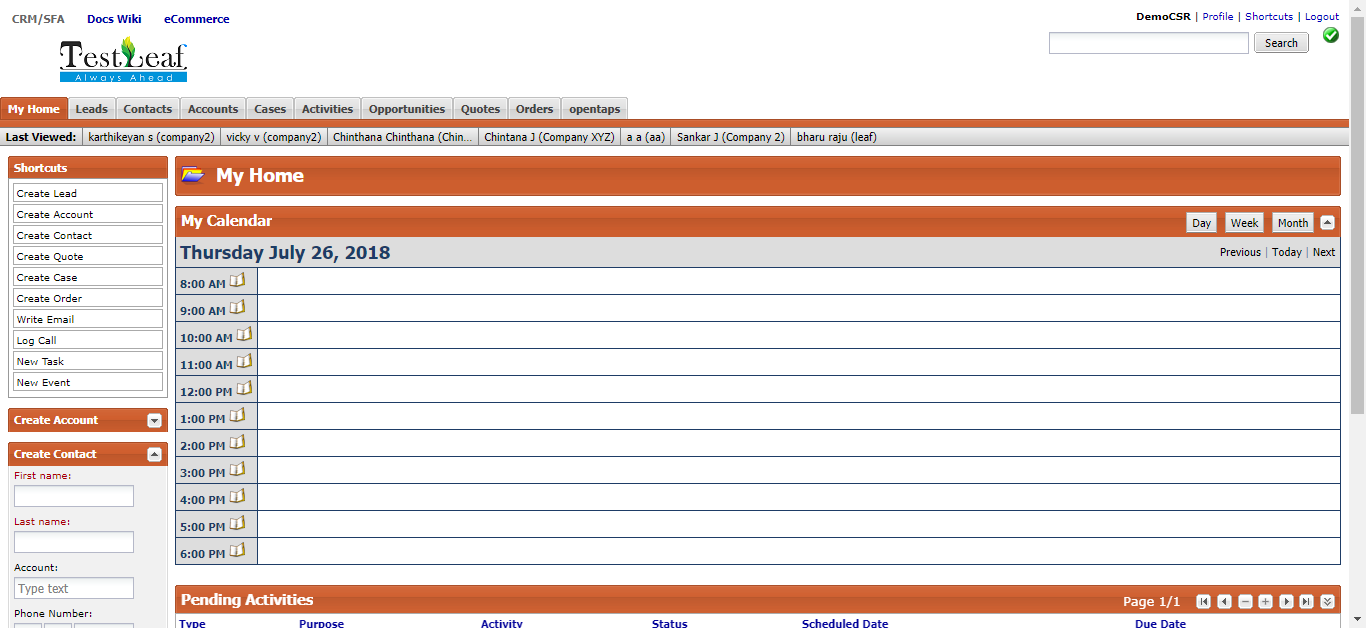 CRM/SFA Docs Wiki eCommerce
DemoCSR | Profile | Shortcuts | Logout
Search
TestLeaf
Always Ahead
My Home Leads Contacts Accounts Cases Activities Opportunities Quotes Orders opentaps
Last Viewed: karthikeyan s (company2) vicky v (company2) Chinthana Chinthana (Chin... Chintana J (Company XYZ) a a (aa) Sankar J (Company 2) bharu raju (leaf)
Shortcuts
Create Lead
Create Account
Create Contact
Create Quote
Create Case
Create Order
Write Email
Log Call
New Task
New Event
Create Account
Create Contact
First name:
Last name:
Account:
Type text
Phone Number:
My Home
My Calendar Day Week Month
Thursday July 26, 2018 Previous | Today | Next
8:00 AM
9:00 AM
10:00 AM
11:00 AM
12:00 PM
1:00 PM
2:00 PM
3:00 PM
4:00 PM
5:00 PM
6:00 PM
Pending Activities Page 1/1
Type Purpose Activity Status Scheduled Date Due Date